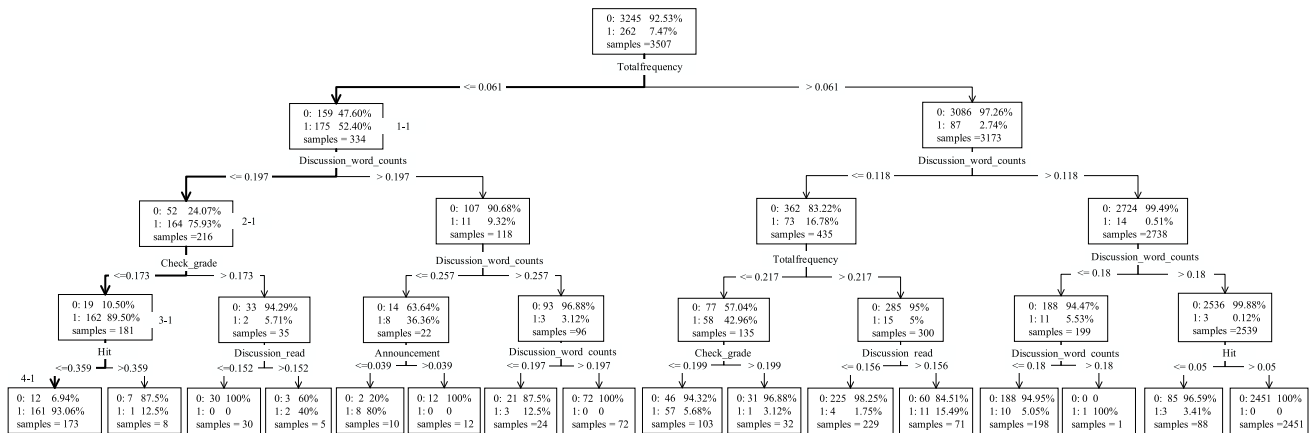 0: 3245 92.53%
1: 262 7.47%
samples =3507
Totalfrequency
<= 0.061
> 0.061
0: 159 47.60%
1: 175 52.40%
samples = 334
1-1
0: 3086 97.26%
1: 87 2.74%
samples =3173
Discussion_word_counts
Discussion_word_counts
<= 0.197
> 0.197
<= 0.118
> 0.118
0: 52 24.07%
1: 164 75.93%
samples =216
2-1
0: 107 90.68%
1: 11 9.32%
samples = 118
0: 362 83.22%
1: 73 16.78%
samples = 435
0: 2724 99.49%
1: 14 0.51%
samples =2738
Check_grade
Discussion_word_counts
Totalfrequency
Discussion_word_counts
<=0.173
> 0.173
<= 0.257
> 0.257
<= 0.217
> 0.217
<= 0.18
> 0.18
0: 19 10.50%
1: 162 89.50%
samples = 181
3-1
0: 33 94.29%
1: 2 5.71%
samples = 35
0: 14 63.64%
1:8 36.36%
samples =22
0: 93 96.88%
1:3 3.12%
samples =96
0: 77 57.04%
1: 58 42.96%
samples = 135
0: 285 95%
1: 15 5%
samples = 300
0: 188 94.47%
1: 11 5.53%
samples = 199
0: 2536 99.88%
1: 3 0.12%
samples =2539
Hit
Discussion_read
Announcement
Discussion_word_counts
Check_grade
Discussion_read
Discussion_word_counts
Hit
<=0.359
>0.359
<=0.152
>0.152
<=0.039
>0.039
<= 0.197
> 0.197
<= 0.199
> 0.199
<= 0.156
> 0.156
<= 0.18
> 0.18
<= 0.05
> 0.05
4-1
0: 12 6.94%
1: 161 93.06%
samples = 173
0: 7 87.5%
1: 1 12.5%
samples = 8
0: 30 100%
1: 0 0
samples = 30
0: 3 60%
1: 2 40%
samples = 5
0: 2 20%
1: 8 80%
samples =10
0: 12 100%
1: 0 0
samples = 12
0: 21 87.5%
1: 3 12.5%
samples =24
0: 72 100%
1: 0 0
samples = 72
0: 46 94.32%
1: 57 5.68%
samples = 103
0: 31 96.88%
1: 1 3.12%
samples = 32
0: 225 98.25%
1: 4 1.75%
samples = 229
0: 60 84.51%
1: 11 15.49%
samples = 71
0: 188 94.95%
1: 10 5.05%
samples =198
0: 0 0
1: 1 100%
samples = 1
0: 85 96.59%
1:3 3.41%
samples =88
0: 2451 100%
1: 0 0
samples =2451